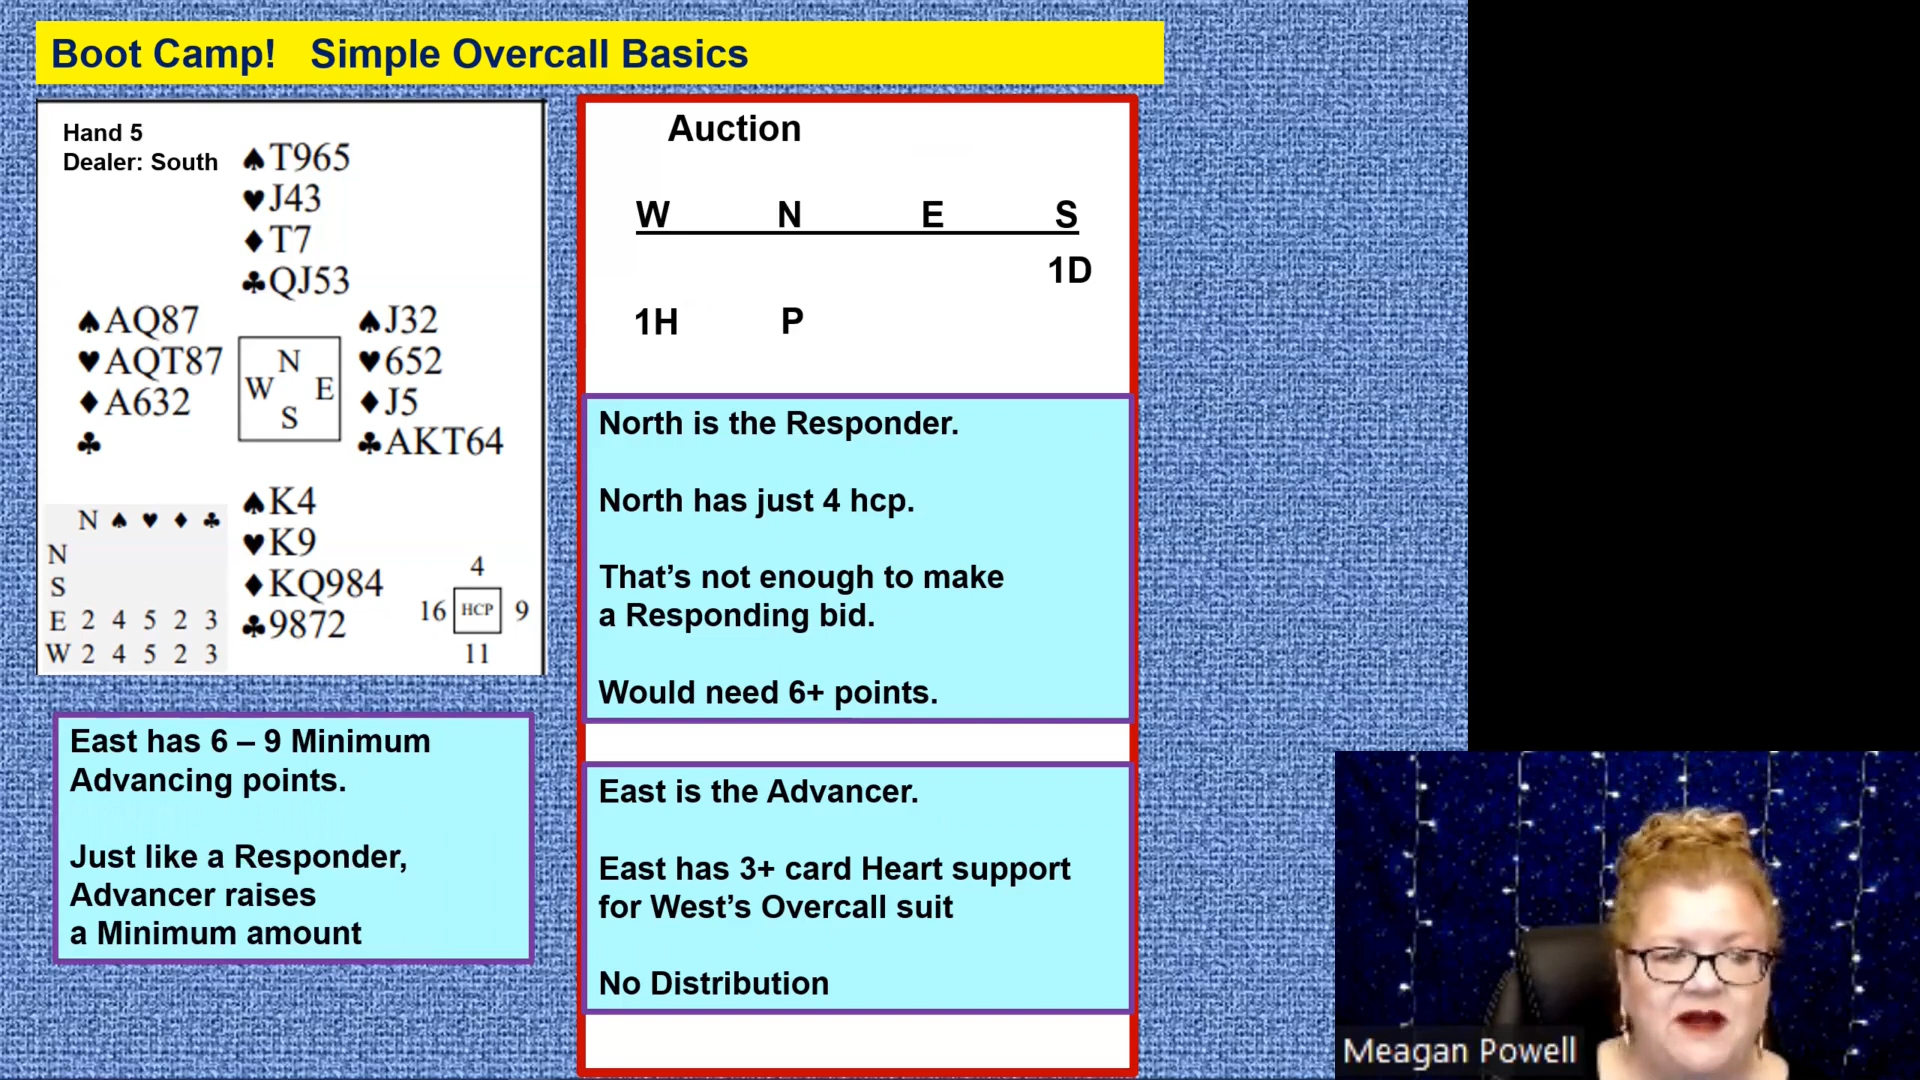 Boot Camp! Simple Overcall Basics
Hand 5
Dealer: South
♠T965
♥J43
♦T7
♣QJ53
♠AQ87
♥AQT87
♦A632
♣
N
W E
S
♠J32
♥652
♦J5
♣AKT64
♠K4
♥K9
♦KQ984
♣9872
N ♠ ♥ ♦ ♣
N
S
E 2 4 5 2 3
W 2 4 5 2 3
4
16 HCP 9
11
East has 6 – 9 Minimum
Advancing points.
Just like a Responder,
Advancer raises
a Minimum amount
Auction
W N E S
1D
1H P
North is the Responder.
North has just 4 hcp.
That’s not enough to make
a Responding bid.
Would need 6+ points.
East is the Advancer.
East has 3+ card Heart support
for West’s Overcall suit
No Distribution
Meagan Powell